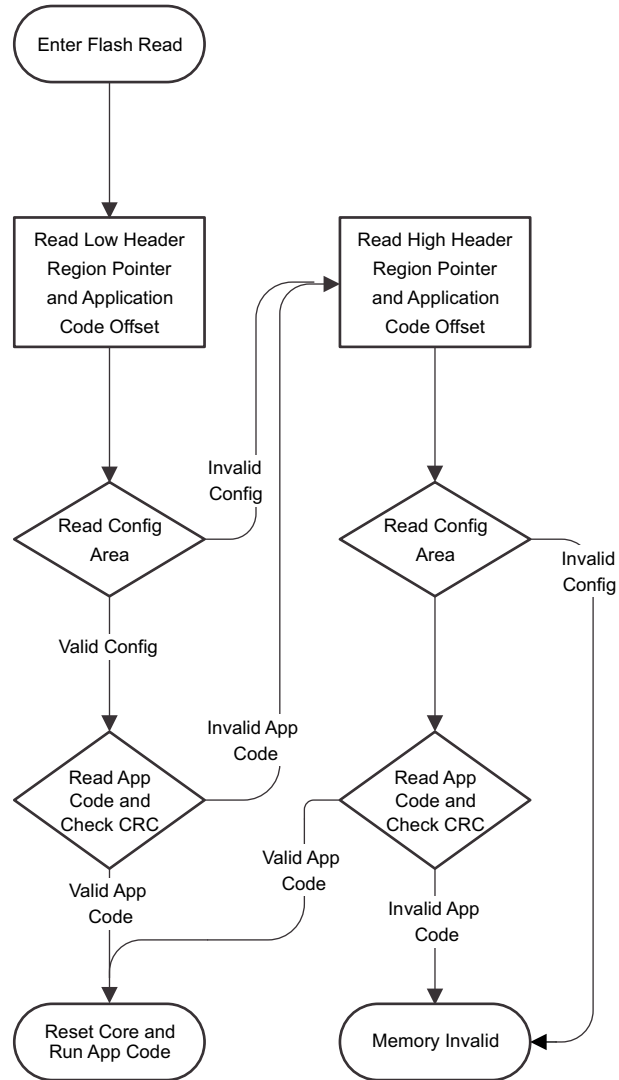 Enter Flash Read
Read Low Header
Region Pointer
and Application
Code Offset
Read High Header
Region Pointer
and Application
Code Offset
Invalid
Config
Read Config
Area
Read Config
Area
Invalid
Config
Valid Config
Invalid App
Code
Read App
Code and
Check CRC
Read App
Code and
Check CRC
Valid App
Code
Valid App
Code
Invalid App
Code
Reset Core and
Run App Code
Memory Invalid